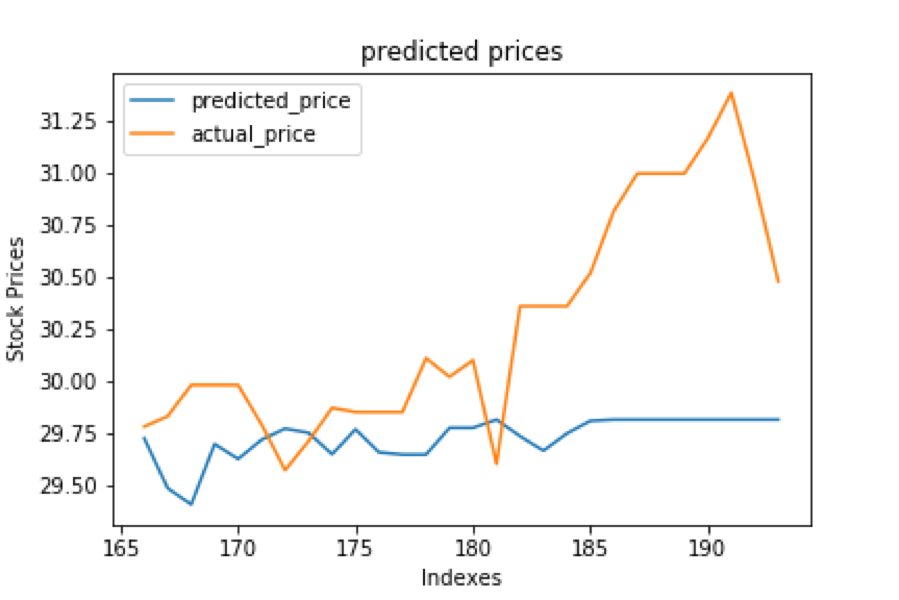 predicted prices
predicted_price
actual_price
31.25
31.00
30.75
30.50
30.25
30.00
29.75
29.50
Stock Prices
165 170 175 180 185 190
Indexes